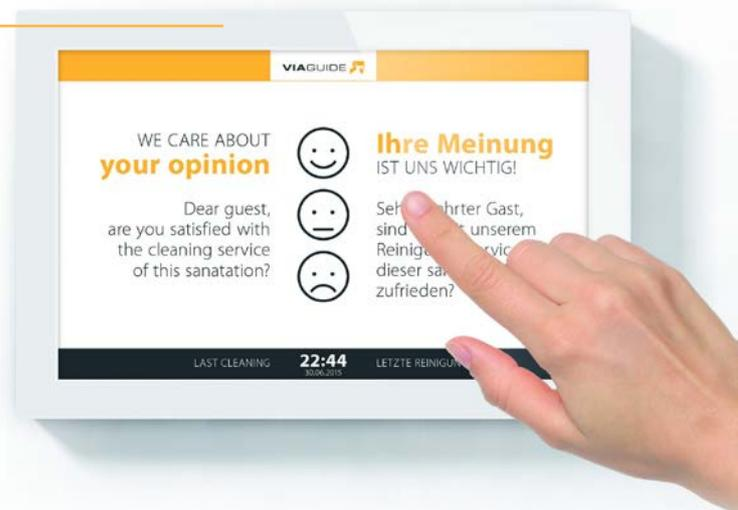 VIAGUIDE
WE CARE ABOUT
your opinion
Dear guest,
are you satisfied with
the cleaning service
of this sanatation?
Ihre Meinung
IST UNS WICHTIG!
Gast,
sind unserem
dieser
zufrieden?
LAST CLEANING
22:44
30.06.2015
LETZTE